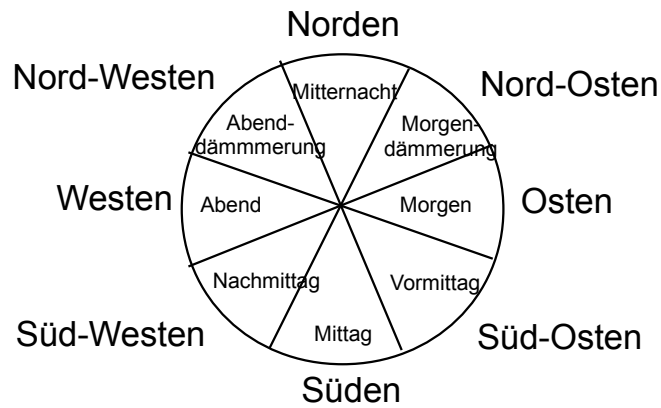 Norden
Nord-Westen
Nord-Osten
Mitternacht
Abend-
dämmmerung
Morgen-
dämmerung
Westen
Abend
Morgen
Osten
Nachmittag
Vormittag
Süd-Westen
Mittag
Süd-Osten
Süden